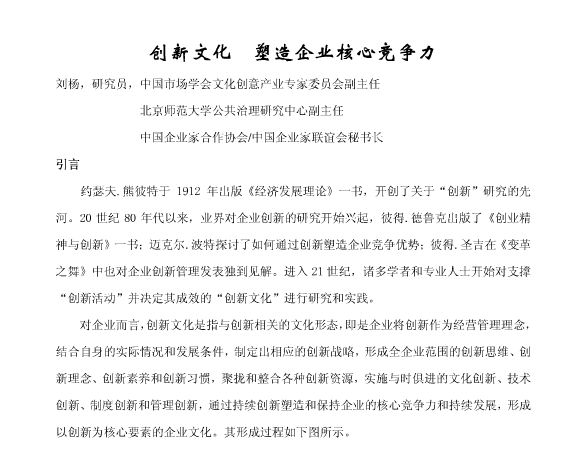 创新文化　塑造企业核心竞争力
刘杨，研究员，中国市场学会文化创意产业专家委员会副主任
北京师范大学公共治理研究中心副主任
中国企业家合作协会/中国企业家联谊会秘书长
引言
约瑟夫.熊彼特于 1912 年出版《经济发展理论》一书，开创了关于“创新”研究的先
河。20 世纪 80 年代以来，业界对企业创新的研究开始兴起，彼得.德鲁克出版了《创业精
神与创新》一书；迈克尔.波特探讨了如何通过创新塑造企业竞争优势；彼得.圣吉在《变革
之舞》中也对企业创新管理发表独到见解。进入 21 世纪，诸多学者和专业人士开始对支撑
“创新活动”并决定其成效的“创新文化”进行研究和实践。
对企业而言，创新文化是指与创新相关的文化形态，即是企业将创新作为经营管理理念，
结合自身的实际情况和发展条件，制定出相应的创新战略，形成全企业范围的创新思维、创
新理念、创新素养和创新习惯，聚拢和整合各种创新资源，实施与时俱进的文化创新、技术
创新、制度创新和管理创新，通过持续创新塑造和保持企业的核心竞争力和持续发展，形成
以创新为核心要素的企业文化。其形成过程如下图所示。